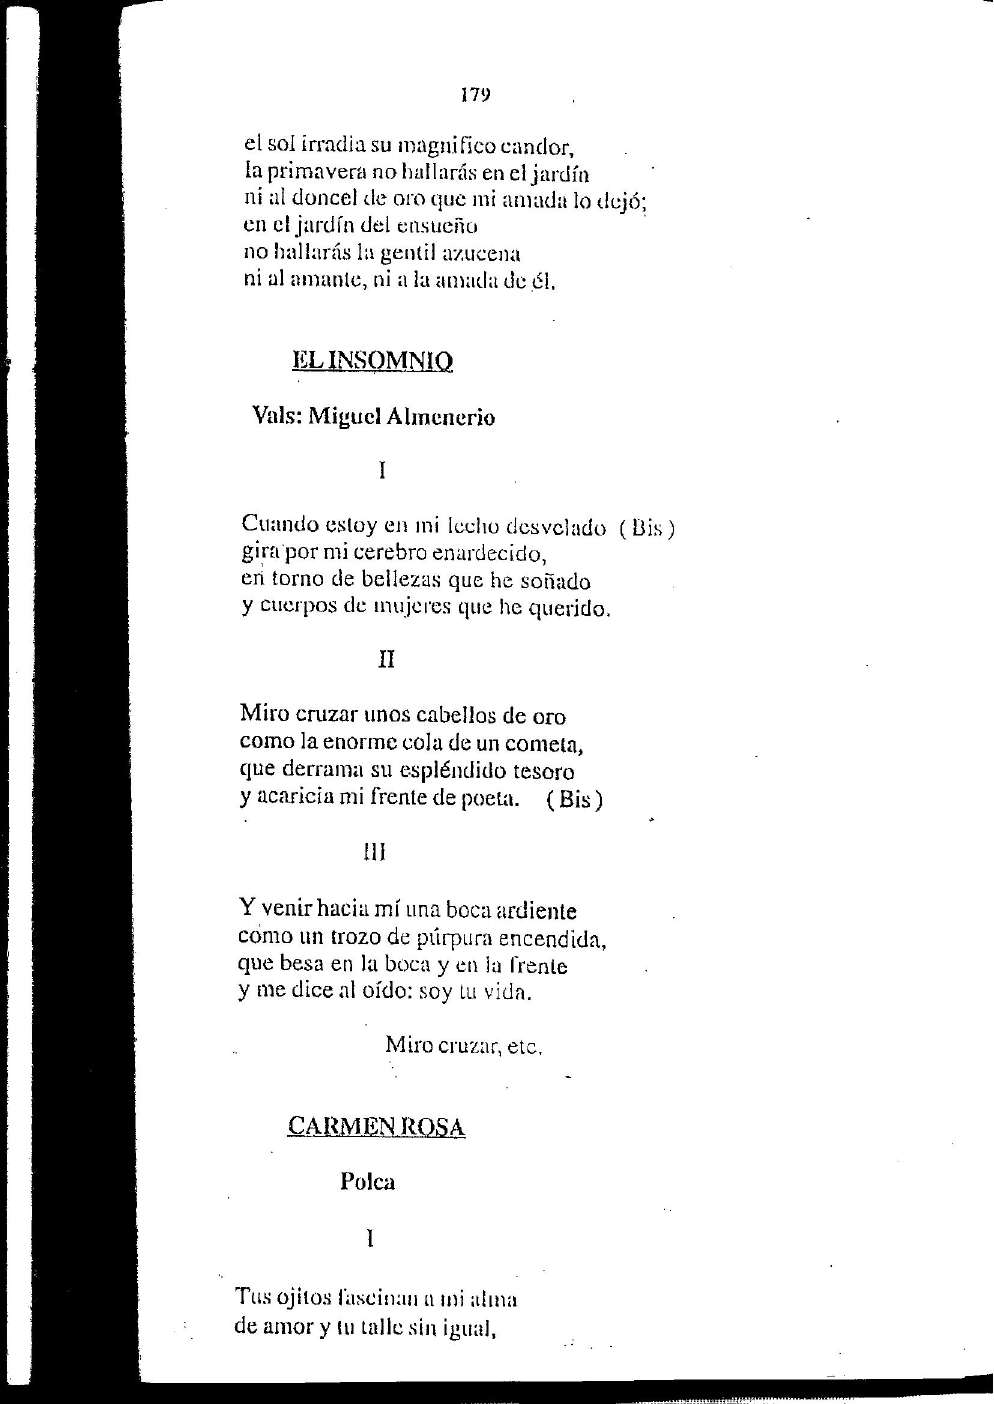 179
el sol irradia su magnifico candor,
la primavera no hallarás en el jardín
ni al doncel de oro que mi amada lo dejó;
en el jardín del ensueño
no hallarás la gentil azucena
ni al amante, ni a la amada de él.
EL INSOMNIO
Vals: Miguel Almenerio
I
Cuando estoy en mi lecho desvelado ( Bis )
gira por mi cerebro enardecido,
en torno de bellezas que he soñado
y cuerpos de mujeres que he querido.
II
Miro cruzar unos cabellos de oro
como la enorme cola de un cometa,
que derrama su espléndido tesoro
y acaricia mi frente de poeta. ( Bis )
III
Y venir hacia mí una boca ardiente
como un trozo de púrpura encendida,
que besa en la boca y en la frente
y me dice al oído: soy tu vida.
Miro cruzar, etc.
CARMEN ROSA
Polca
I
Tus ojitos fascinan a mi alma
de amor y tu talle sin igual,